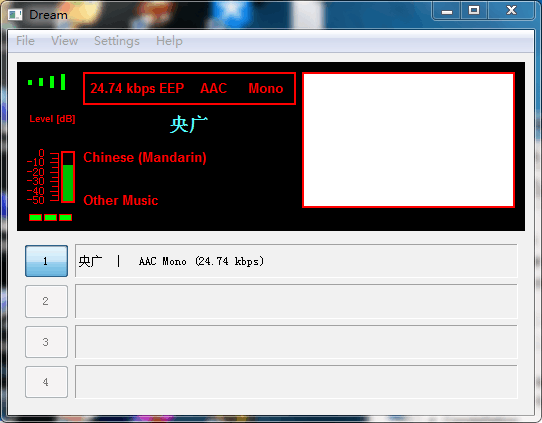 Dream
File View Settings Help
24.74 kbps EEP AAC Mono
Level [dB]
央广
0
-10
-20
-30
-40
-50
Chinese (Mandarin)
Other Music
1 央广 | AAC Mono (24.74 kbps)
2
3
4